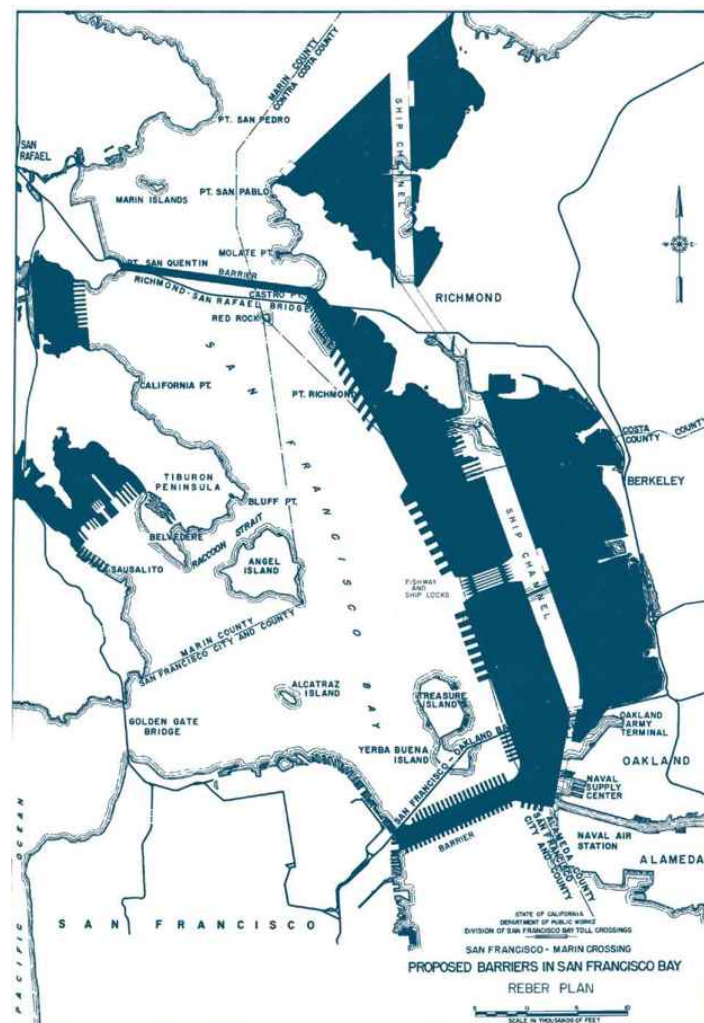 MARIN COUNTY
CONTRA COSTA COUNTY
SHIP CHANNEL
PT. SAN PEDRO
SAN
RAFAEL
MARIN ISLANDS
PT. SAN PABLO
MOLATE PT.
PT. SAN QUENTIN
BARRIER
CASTRO PT.
RICHMOND-SAN RAFAEL BRIDGE
RED ROCK
RICHMOND
SAN FRANCISCO BAY
CALIFORNIA PT.
PT. RICHMOND
COSTA
COUNTY COUNTY
BERKELEY
TIBURON
PENINSULA
BLUFF PT.
BELVEDERE
RACCOON STRAIT
SHIP CHANNEL
SAUSALITO
ANGEL
ISLAND
FISHWAY
AND
SHIP LOCKS
MARIN COUNTY
SAN FRANCISCO CITY AND COUNTY
ALCATRAZ
ISLAND
TREASURE
ISLAND
GOLDEN GATE
BRIDGE
YERBA BUENA
ISLAND
SAN FRANCISCO - OAKLAND BA
OAKLAND
ARMY
TERMINAL
OAKLAND
NAVAL
SUPPLY
CENTER
BARRIER
ALAMEDA COUNTY
SAN FRANCISCO
CITY AND COUNTY
NAVAL AIR
STATION
ALAMEDA
PACIFIC OCEAN
SAN FRANCISCO
STATE OF CALIFORNIA
DEPARTMENT OF PUBLIC WORKS
DIVISION OF SAN FRANCISCO BAY TOLL CROSSINGS
SAN FRANCISCO - MARIN CROSSING
PROPOSED BARRIERS IN SAN FRANCISCO BAY
REBER PLAN
SCALE IN THOUSANDS OF FEET